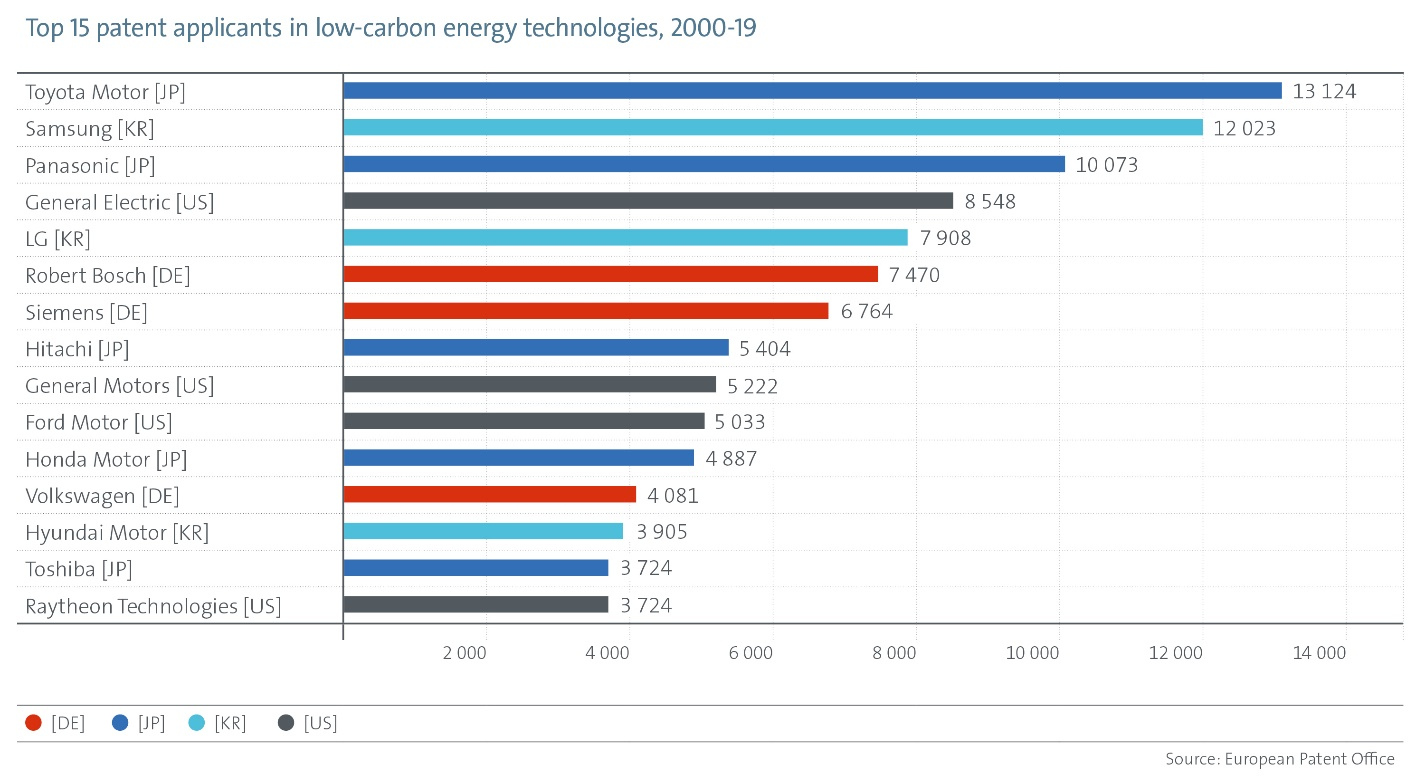 Top 15 patent applicants in low-carbon energy technologies, 2000-19
Toyota Motor [JP] 13 124
Samsung [KR] 12 023
Panasonic [JP] 10 073
General Electric [US] 8 548
LG [KR] 7 908
Robert Bosch [DE] 7 470
Siemens [DE] 6 764
Hitachi [JP] 5 404
General Motors [US] 5 222
Ford Motor [US] 5 033
Honda Motor [JP] 4 887
Volkswagen [DE] 4 081
Hyundai Motor [KR] 3 905
Toshiba [JP] 3 724
Raytheon Technologies [US] 3 724
2 000 4 000 6 000 8 000 10 000 12 000 14 000
[DE] [JP] [KR] [US]
Source: European Patent Office